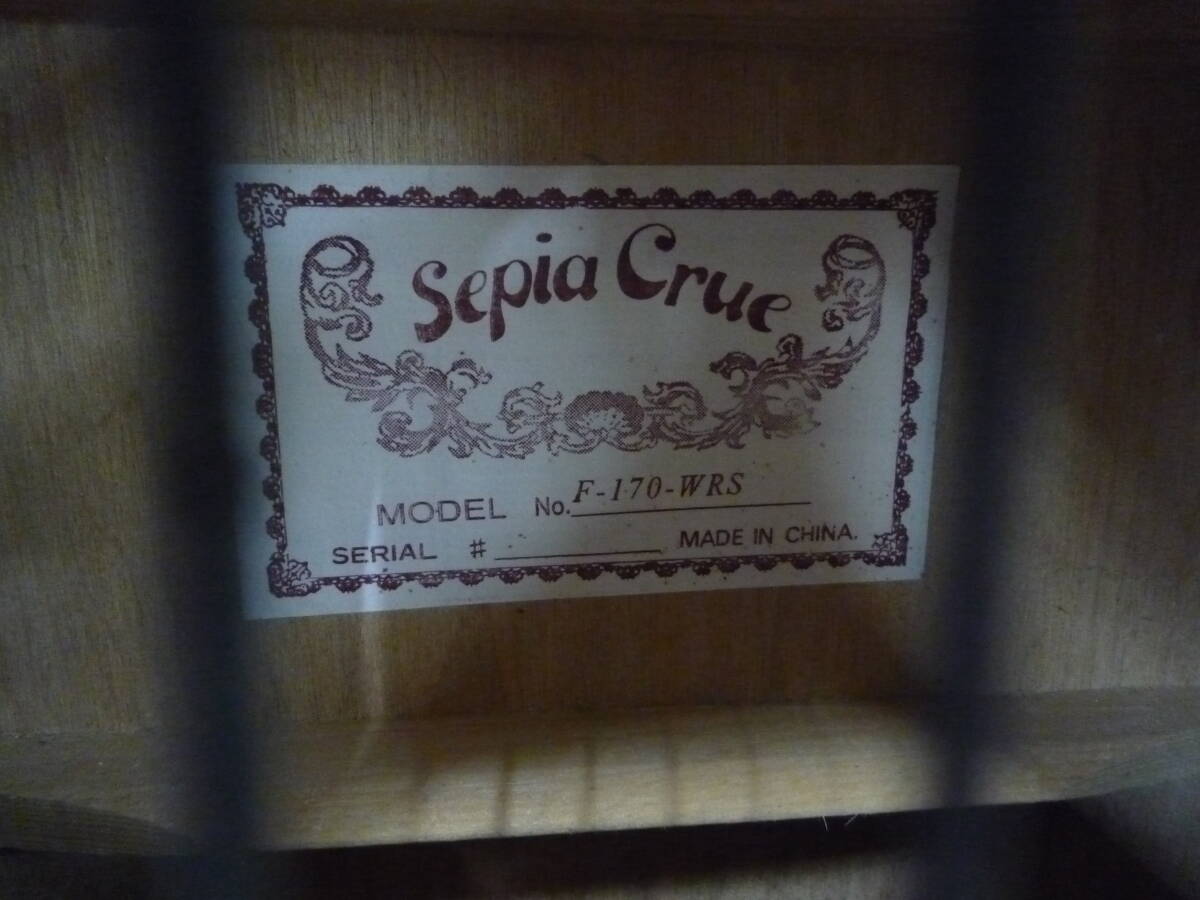 Sepia Crue
MODEL No. F-170-WRS
SERIAL # MADE IN CHINA.